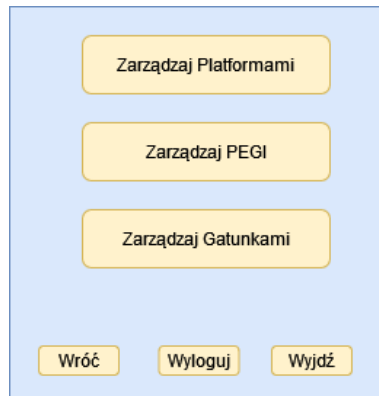 Zarządzaj Platformami
Zarządzaj PEGI
Zarządzaj Gatunkami
Wróć
Wyloguj
Wyjdź